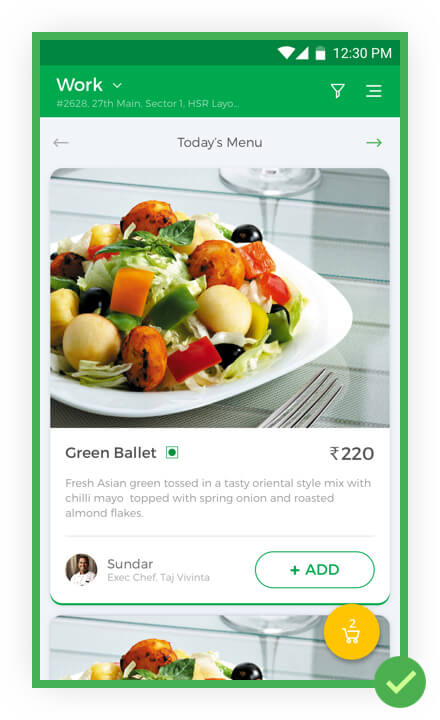 12:30 PM
Work
#2628, 27th Main, Sector 1, HSR Layo...
Today's Menu
Green Ballet
₹220
Fresh Asian green tossed in a tasty oriental style mix with
chilli mayo topped with spring onion and roasted
almond flakes.
Sundar
Exec Chef, Taj Vivinta
+ ADD
2